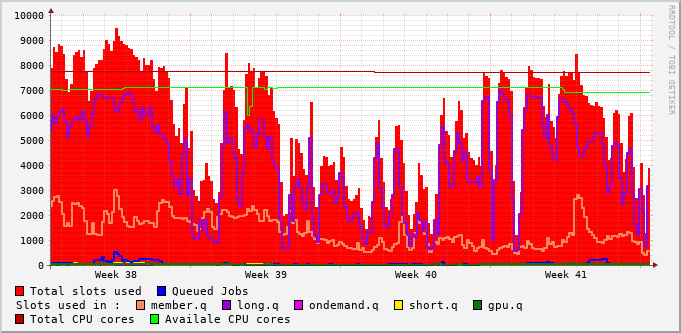 10000
9000
8000
7000
6000
5000
4000
3000
2000
1000
0
Week 38 Week 39 Week 40 Week 41
RRDTOOL / TOBI OETIKER
Total slots used Queued Jobs
Slots used in : member.q long.q ondemand.q short.q gpu.q
Total CPU cores Availale CPU cores